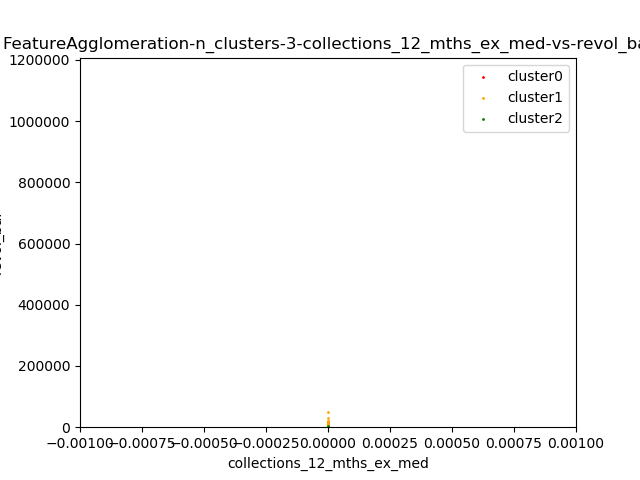 FeatureAgglomeration-n_clusters-3-collections_12_mths_ex_med-vs-revol_ba
cluster0
cluster1
cluster2
1200000
1000000
800000
600000
400000
200000
0
−0.00100 −0.00075 −0.00050 −0.00025 0.00000 0.00025 0.00050 0.00075 0.00100
collections_12_mths_ex_med